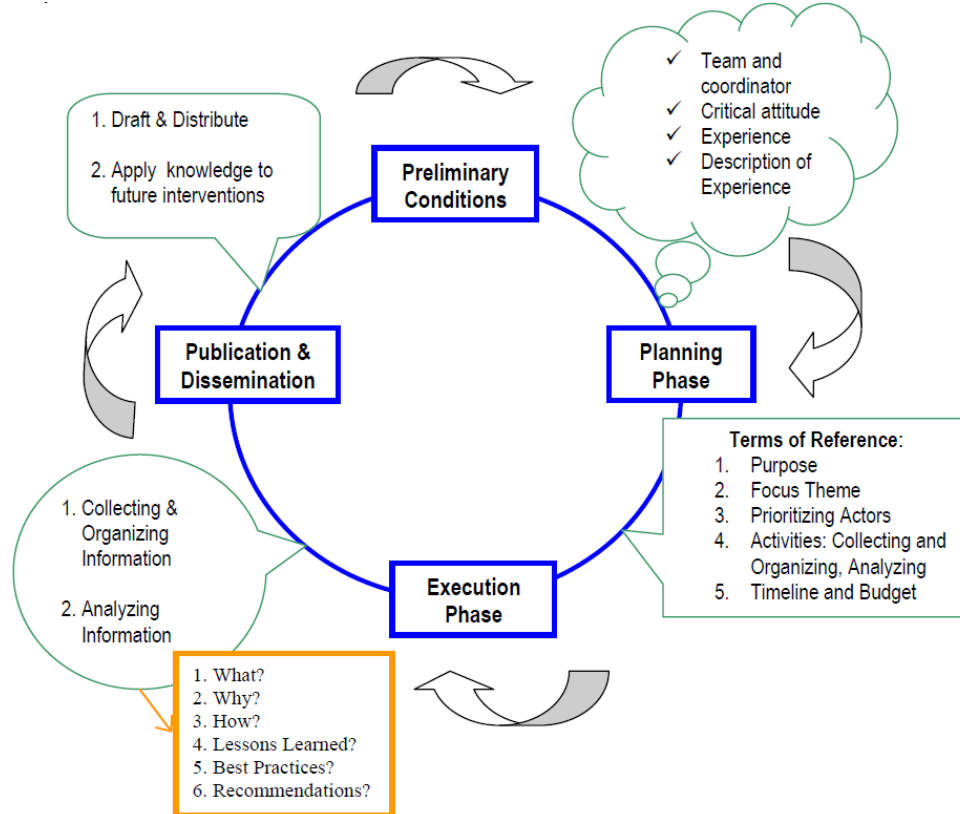 Preliminary
Conditions
✓ Team and
coordinator
✓ Critical attitude
✓ Experience
✓ Description of
Experience
Planning
Phase
Terms of Reference:
1. Purpose
2. Focus Theme
3. Prioritizing Actors
4. Activities: Collecting and
Organizing, Analyzing
5. Timeline and Budget
Execution
Phase
1. Collecting &
Organizing
Information
2. Analyzing
Information
1. What?
2. Why?
3. How?
4. Lessons Learned?
5. Best Practices?
6. Recommendations?
Publication &
Dissemination
1. Draft & Distribute
2. Apply knowledge to
future interventions